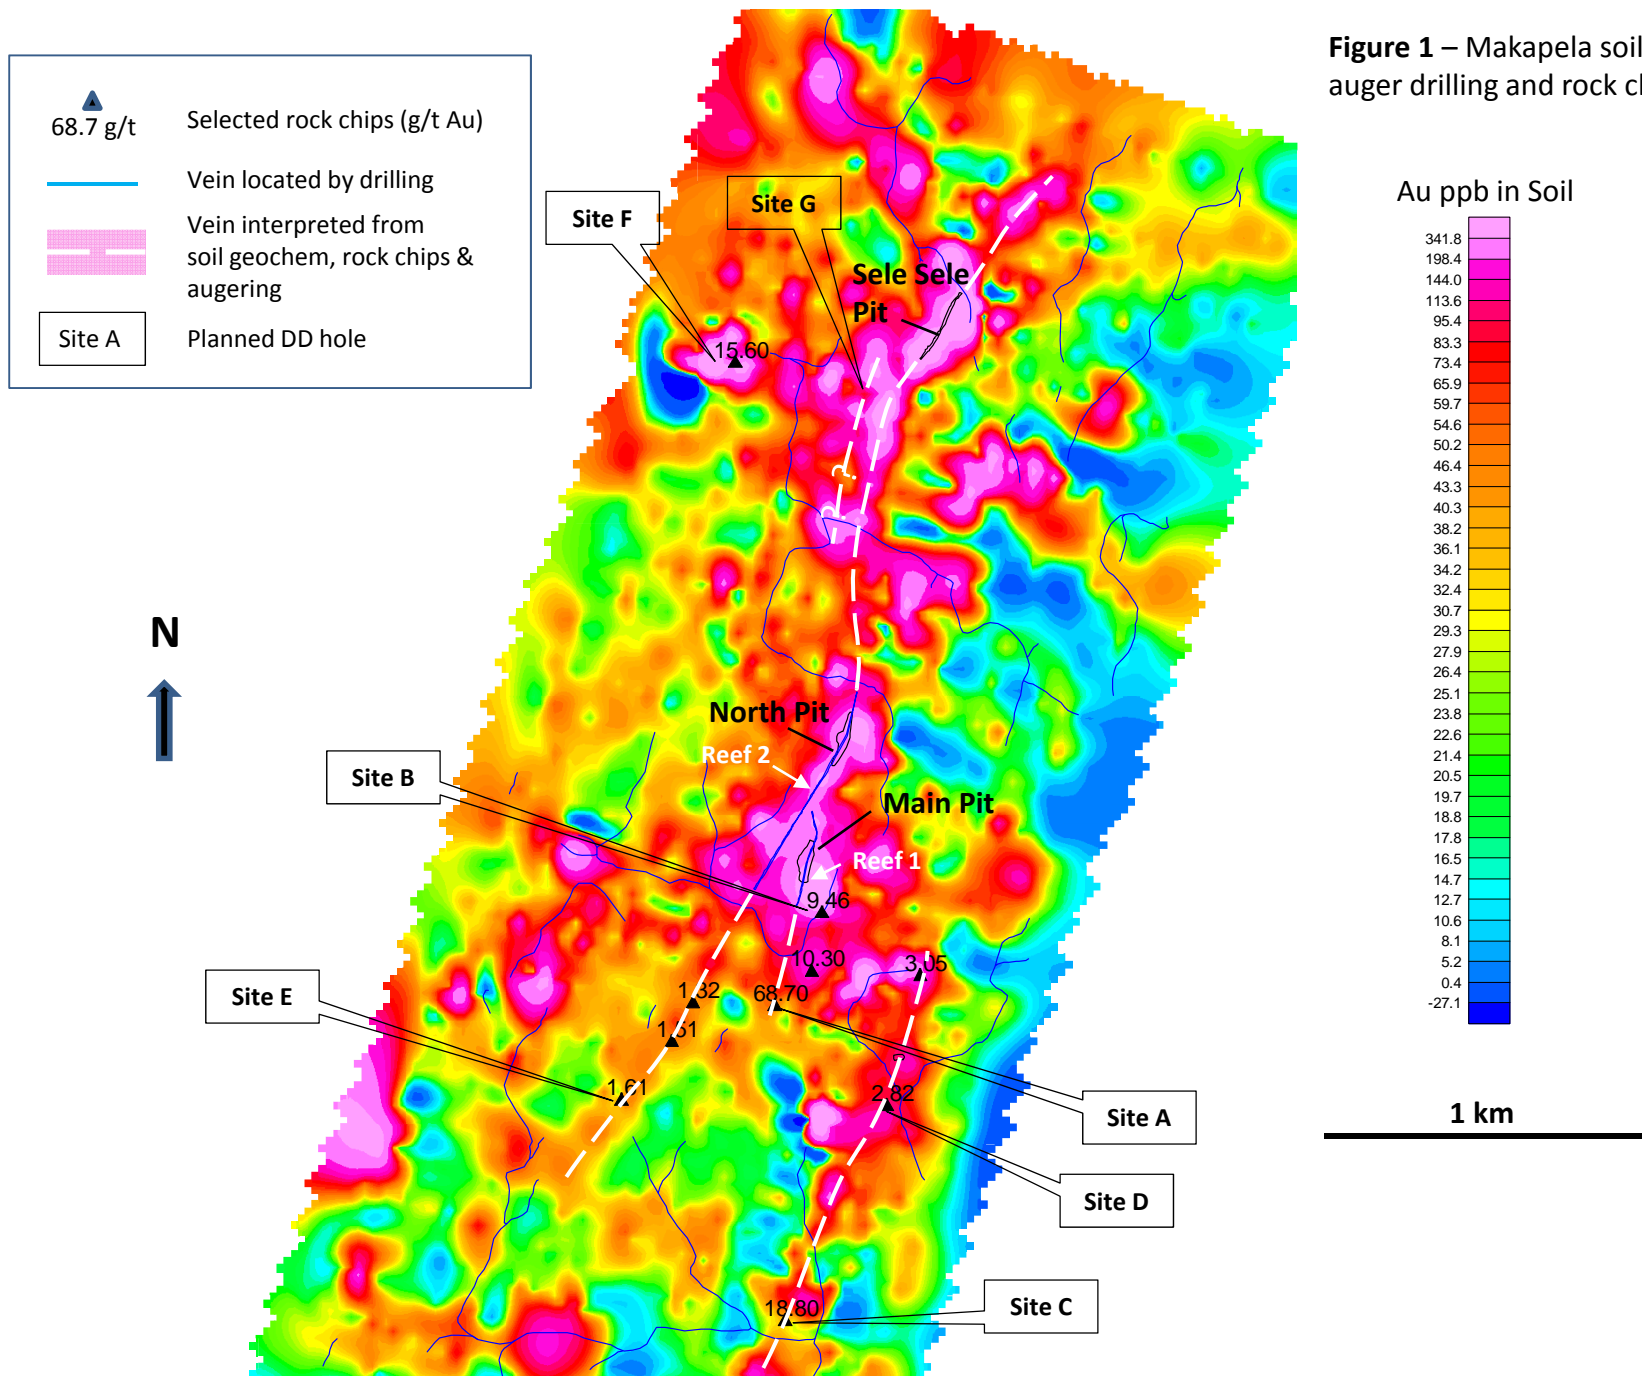 Figure 1 – Makapela soil
auger drilling and rock cl
68.7 g/t
Selected rock chips (g/t Au)
Vein located by drilling
Vein interpreted from
soil geochem, rock chips &
augering
Site A
Planned DD hole
Au ppb in Soil
341.8
198.4
144.0
113.6
95.4
83.3
73.4
65.9
59.7
54.6
50.2
46.4
43.3
40.3
38.2
36.1
34.2
32.4
30.7
29.3
27.9
26.4
25.1
23.8
22.6
21.4
20.5
19.7
18.8
17.8
16.5
14.7
12.7
10.6
8.1
5.2
0.4
-27.1
Site F
Site G
Sele Sele
Pit
15.60
?
?
N
North Pit
Reef 2
Site B
Main Pit
Reef 1
9.46
10.30
3.05
Site E
1.32
68.70
1.51
1.61
2.82
Site A
1 km
Site D
18.80
Site C